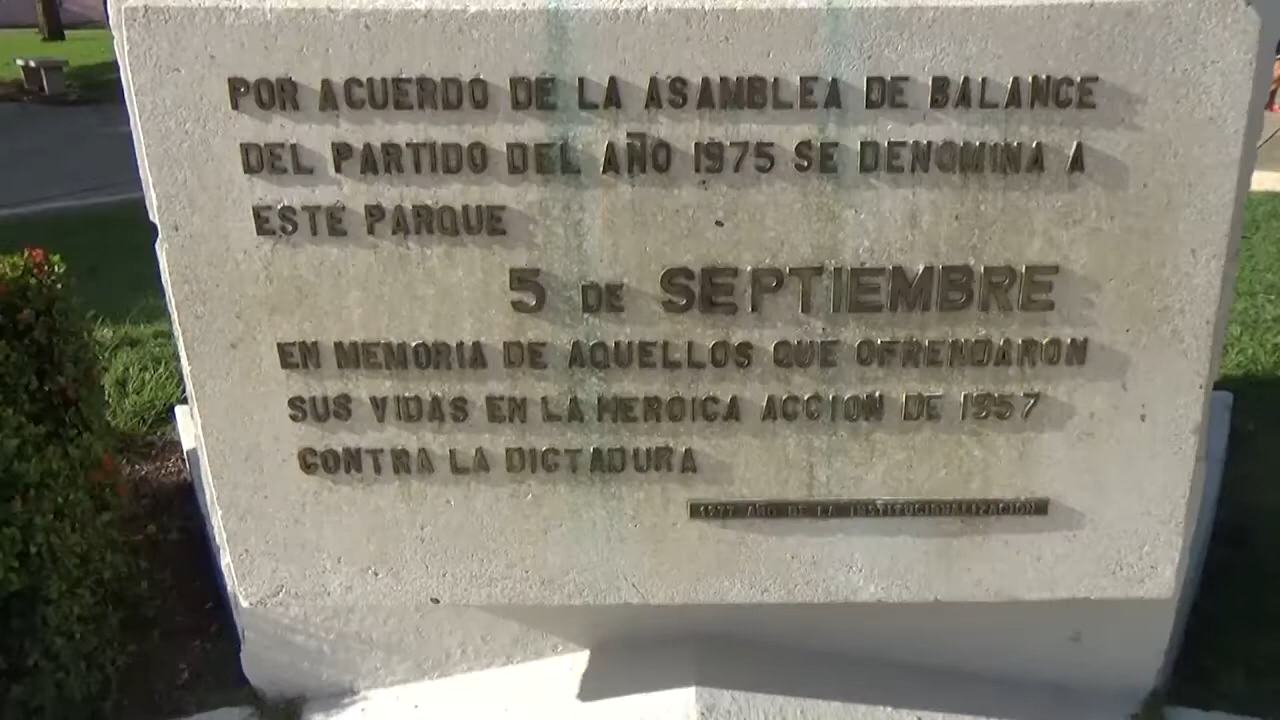 POR ACUERDO DE LA ASAMBLEA DE BALANCE
DEL PARTIDO DEL AÑO 1975 SE DENOMINA A
ESTE PARQUE
5 DE SEPTIEMBRE
EN MEMORIA DE AQUELLOS QUE OFRENDARON
SUS VIDAS EN LA HEROICA ACCION DE 1957
CONTRA LA DICTADURA
1977 AÑO DE LA INSTITUCIONALIZACION